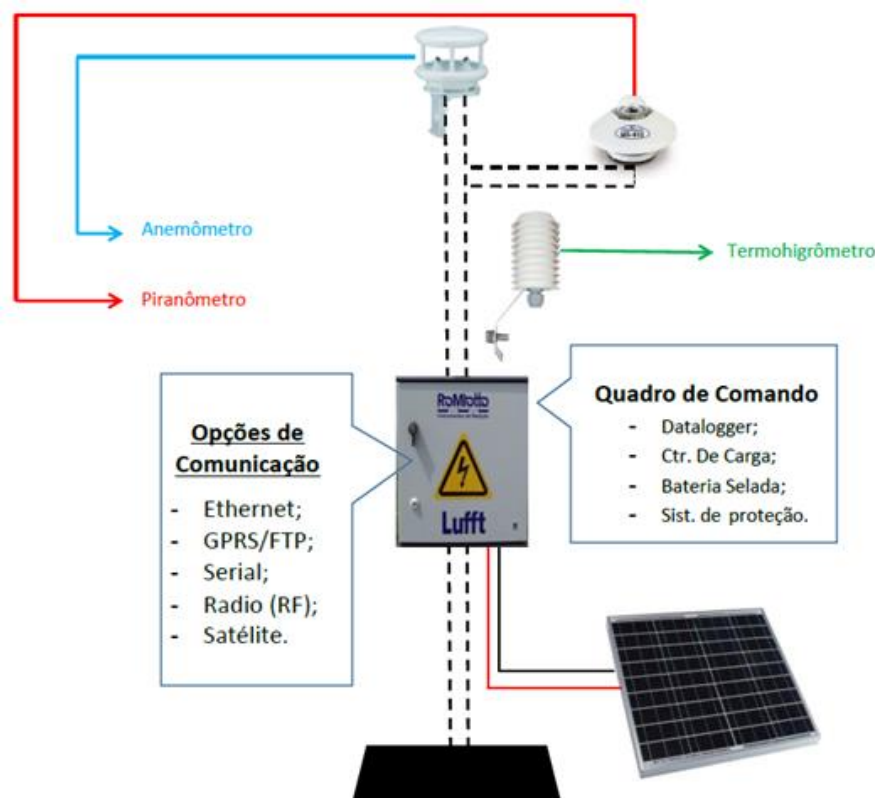 Anemômetro
Piranômetro
Termohigrômetro
RoMiotto
Lufft
Opções de
Comunicação
- Ethernet;
- GPRS/FTP;
- Serial;
- Radio (RF);
- Satélite.
Quadro de Comando
- Datalogger;
- Ctr. De Carga;
- Bateria Selada;
- Sist. de proteção.